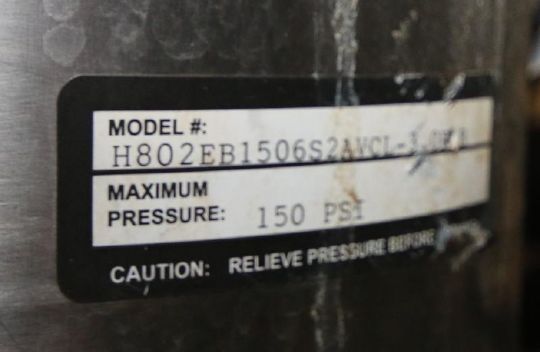 MODEL #:
H802EB1506S2AVCL-
MAXIMUM
PRESSURE: 150 PSI
CAUTION: RELIEVE PRESSURE BEFORE